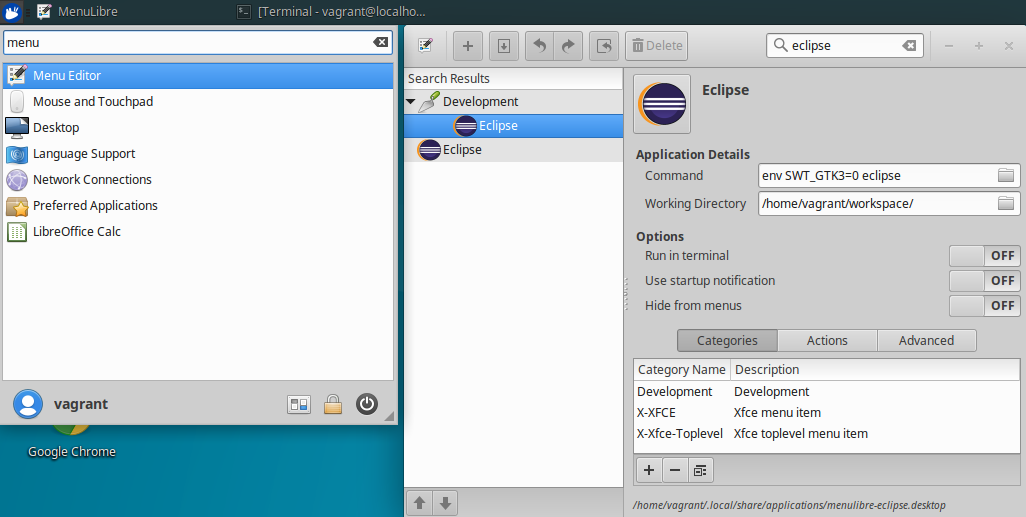 MenuLibre
[Terminal - vagrant@localho...
menu
Menu Editor
Mouse and Touchpad
Desktop
Language Support
Network Connections
Preferred Applications
LibreOffice Calc
vagrant
Google Chrome
Delete
eclipse
Search Results
Development
Eclipse
Eclipse
Eclipse
Application Details
Command env SWT_GTK3=0 eclipse
Working Directory /home/vagrant/workspace/
Options
Run in terminal OFF
Use startup notification OFF
Hide from menus OFF
Categories Actions Advanced
Category Name Description
Development Development
X-XFCE Xfce menu item
X-Xfce-Toplevel Xfce toplevel menu item
/home/vagrant/.local/share/applications/menulibre-eclipse.desktop